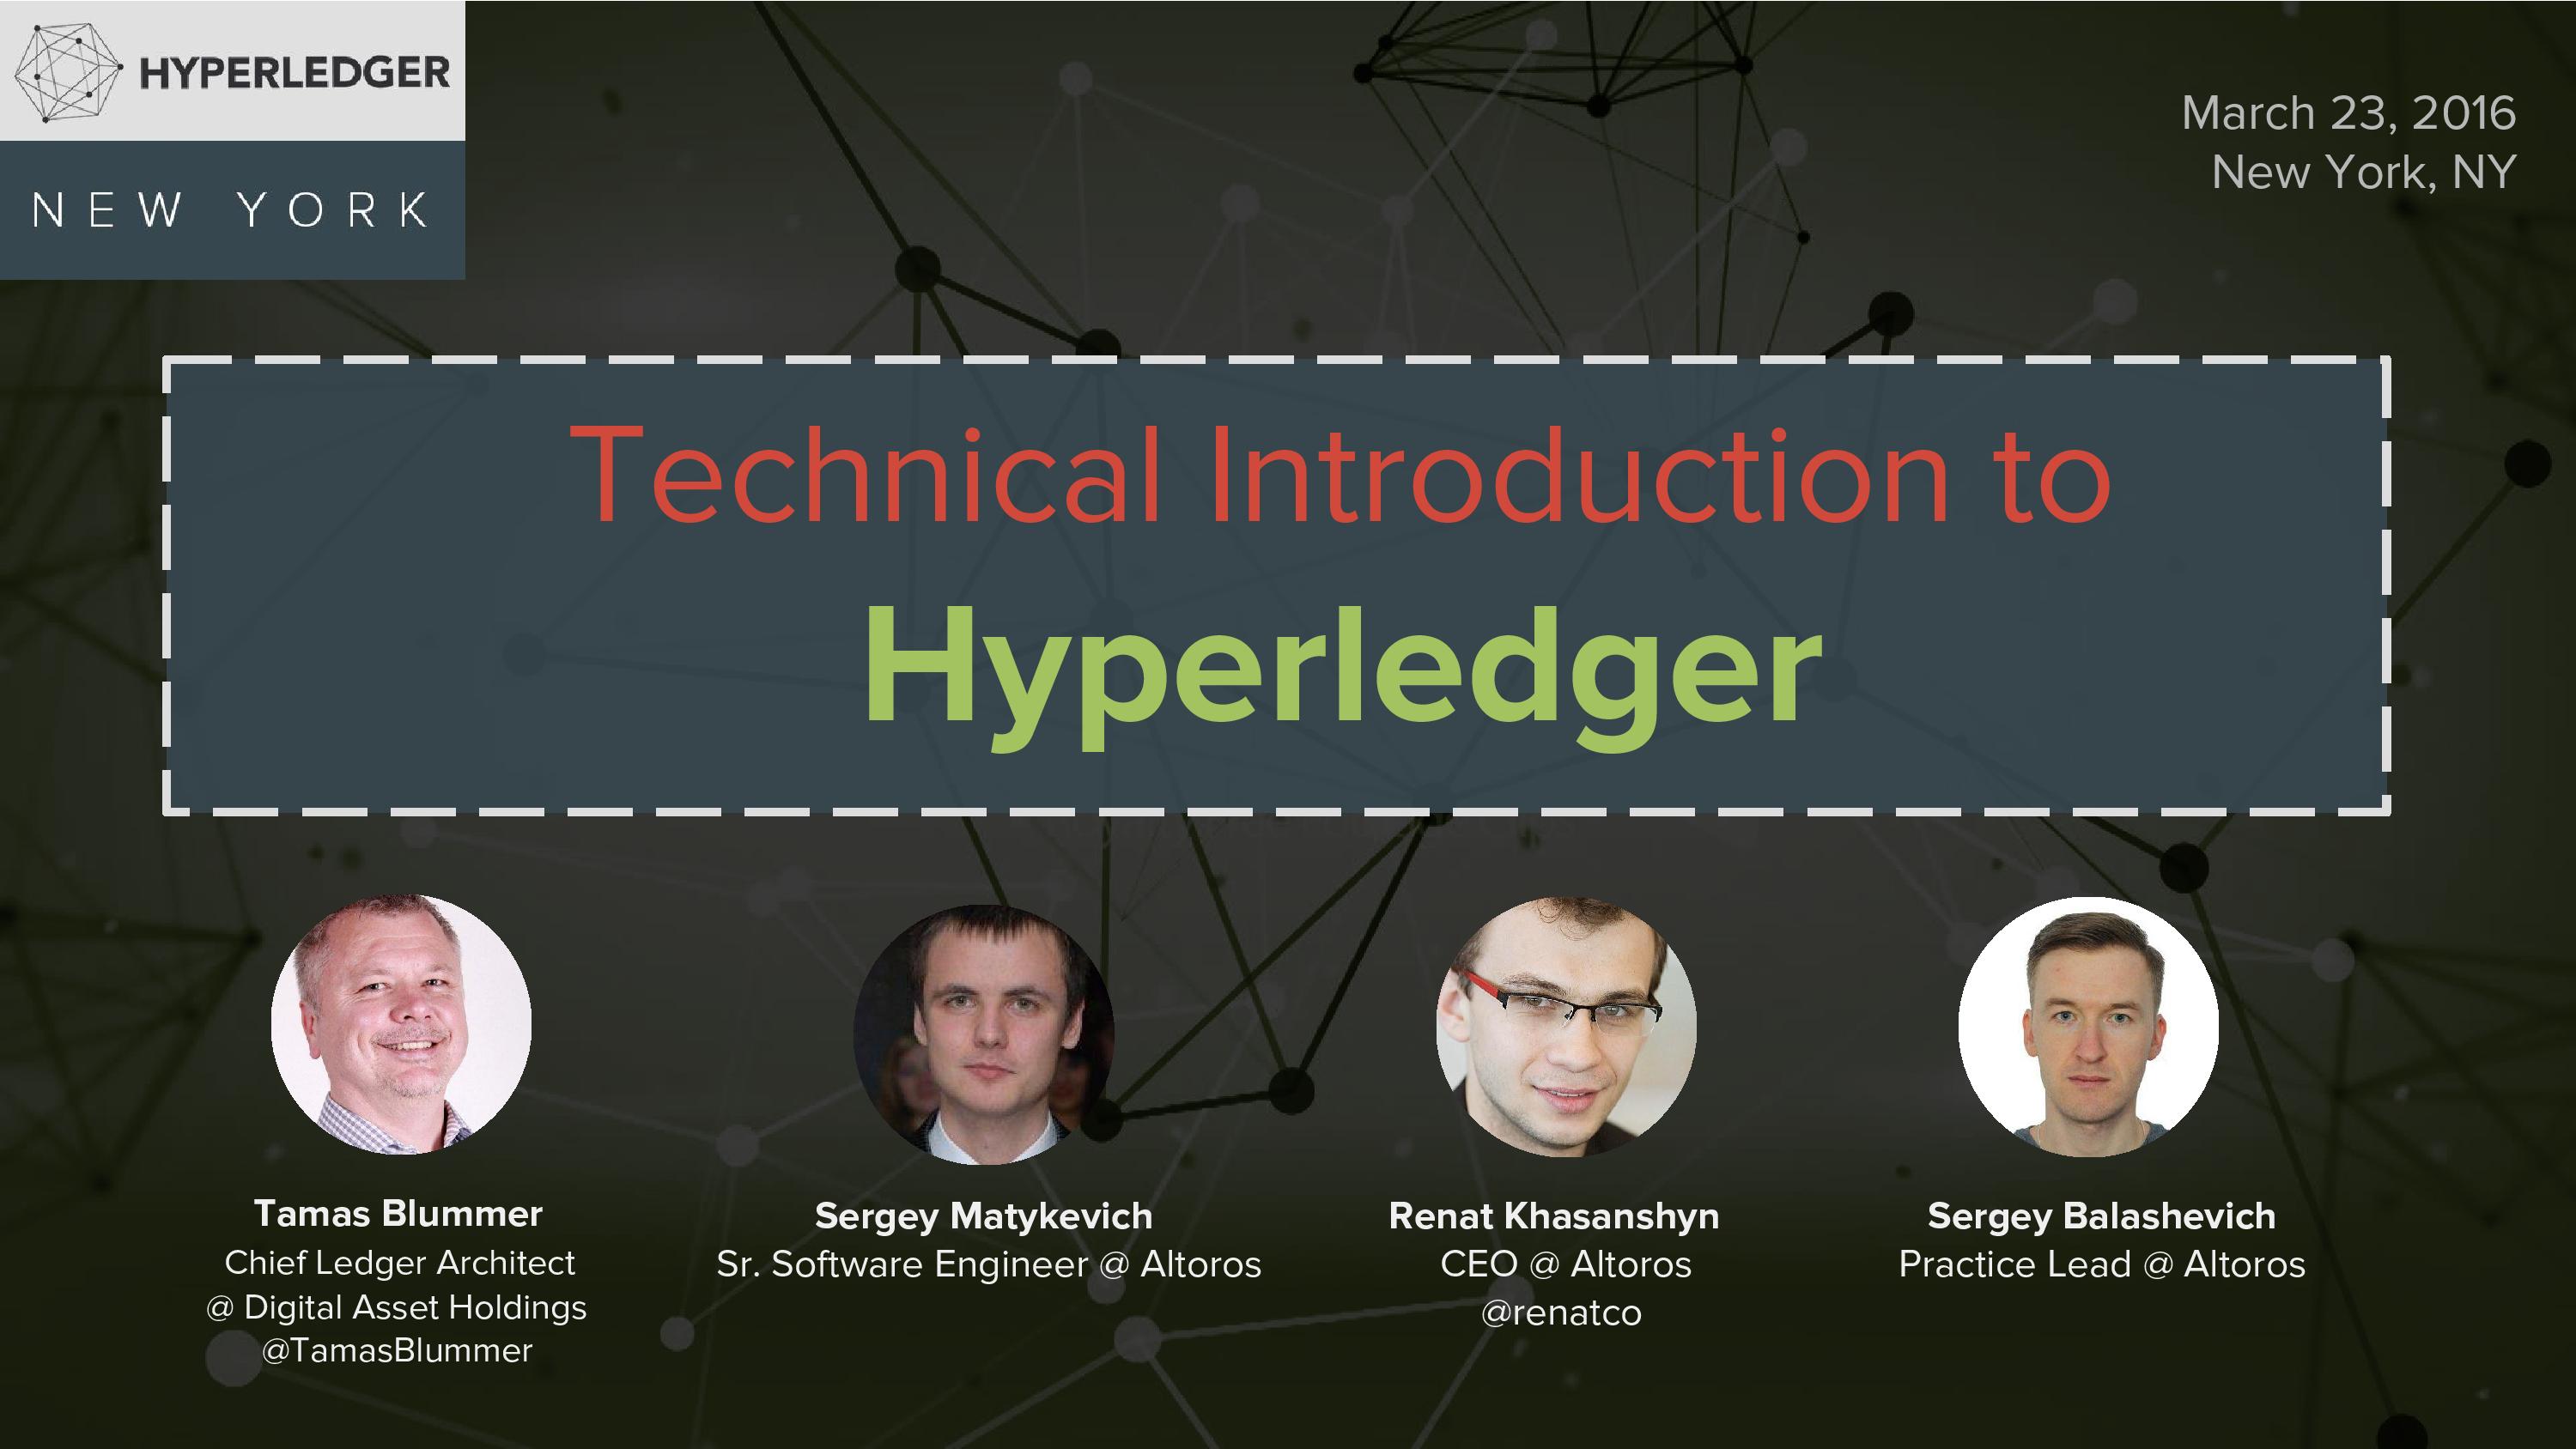 HYPERLEDGER
NEW YORK
March 23, 2016
New York, NY
Technical Introduction to
Hyperledger
Tamas Blummer
Chief Ledger Architect
@ Digital Asset Holdings
@TamasBlummer
Sergey Matykevich
Sr. Software Engineer @ Altoros
Renat Khasanshyn
CEO @ Altoros
@renatco
Sergey Balashevich
Practice Lead @ Altoros